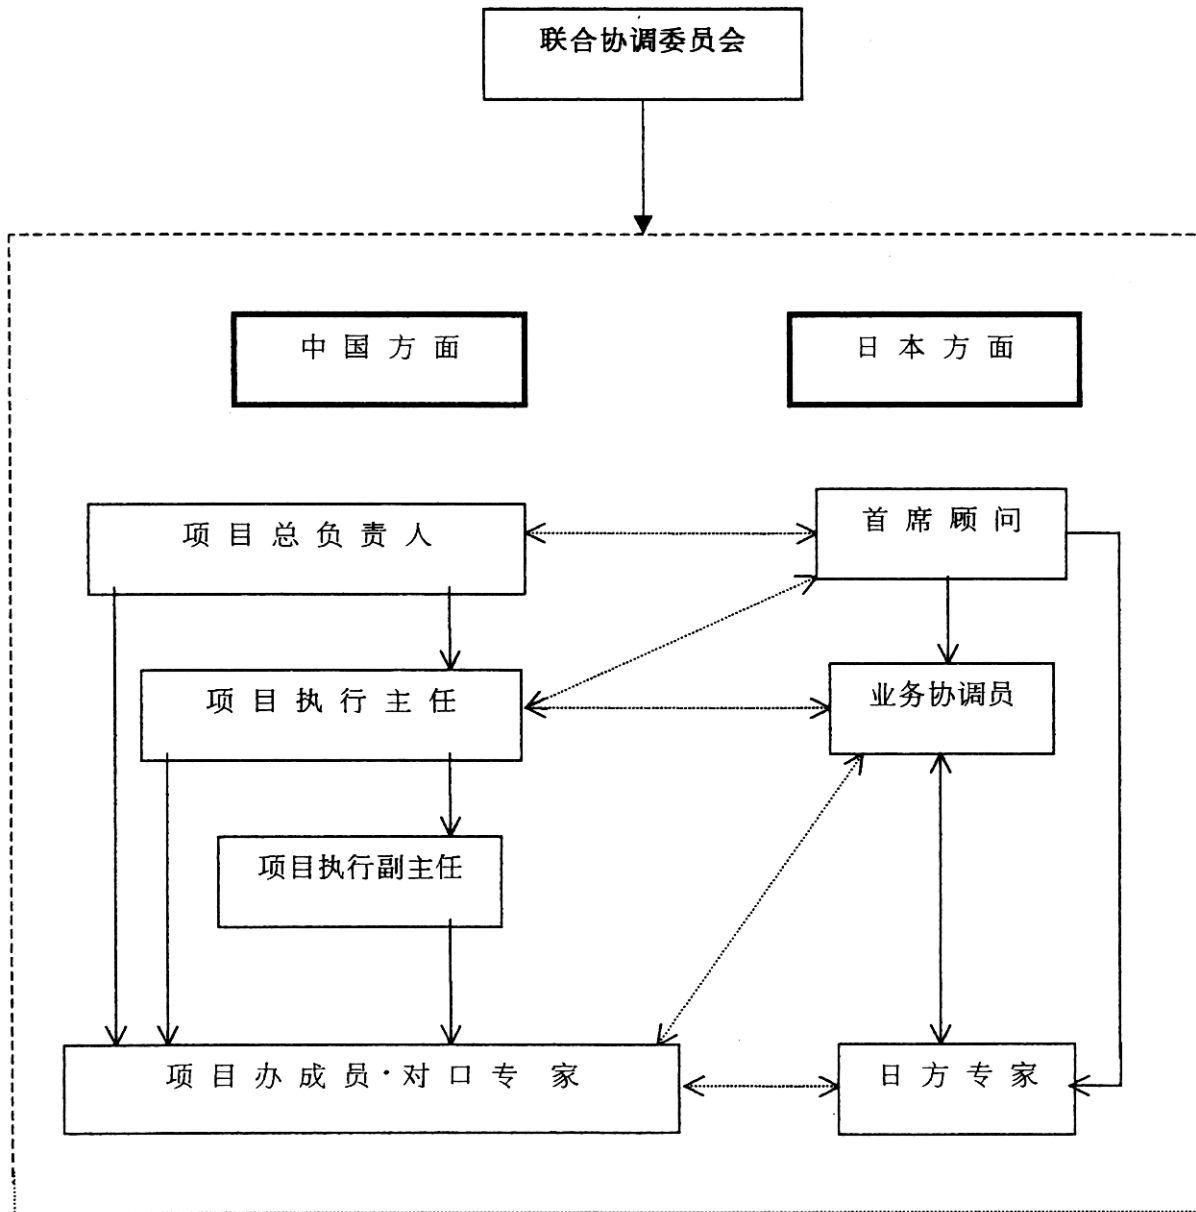 联合协调委员会
中国方面
日本方面
项目总负责人
首席顾问
项目执行主任
业务协调员
项目执行副主任
项目办成员·对口专家
日方专家